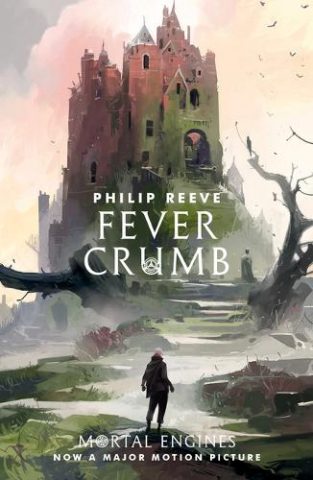 PHILIP REEVE
FEVER
CRUMB
MORTAL ENGINES
NOW A MAJOR MOTION PICTURE